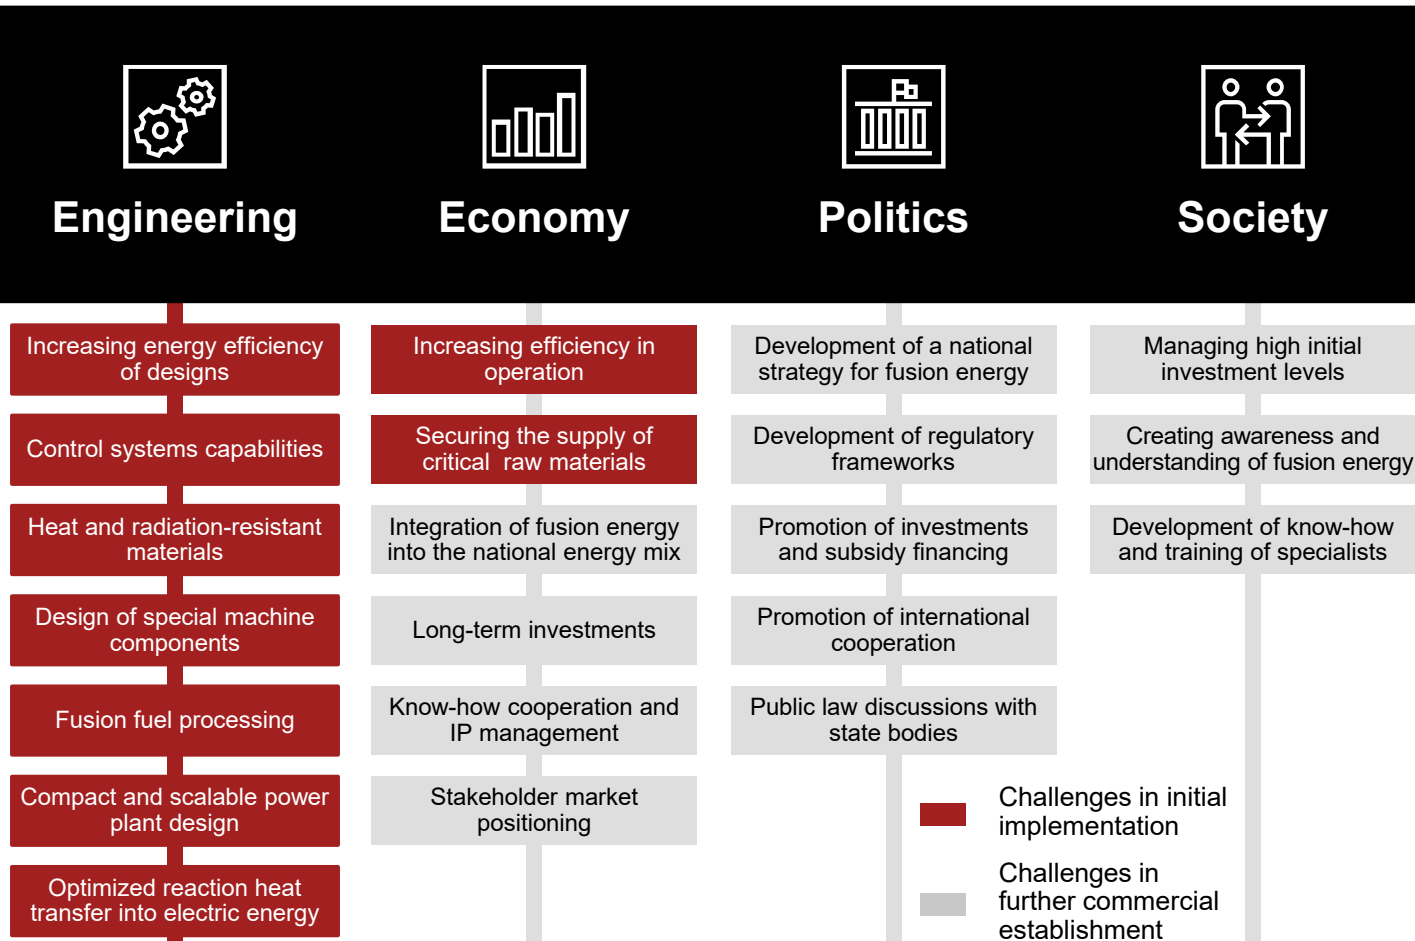 Engineering
Economy
Politics
Society
Increasing energy efficiency
of designs
Control systems capabilities
Heat and radiation-resistant
materials
Design of special machine
components
Fusion fuel processing
Compact and scalable power
plant design
Optimized reaction heat
transfer into electric energy
Increasing efficiency in
operation
Securing the supply of
critical  raw materials
Integration of fusion energy
into the national energy mix
Long-term investments
Know-how cooperation and
IP management
Stakeholder market
positioning
Development of a national
strategy for fusion energy
Development of regulatory
frameworks
Promotion of investments
and subsidy financing
Promotion of international
cooperation
Public law discussions with
state bodies
Managing high initial
investment levels
Creating awareness and
understanding of fusion energy
Development of know-how
and training of specialists
Challenges in initial
implementation
Challenges in
further commercial
establishment